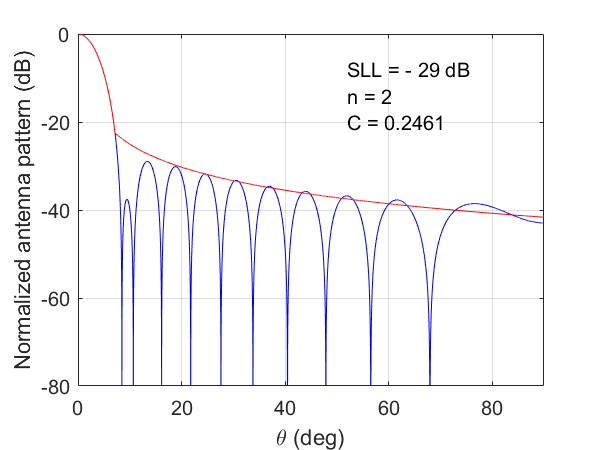 Normalized antenna pattern (dB)
0
-20
-40
-60
-80
SLL = - 29 dB
n = 2
C = 0.2461
0 20 40 60 80
θ (deg)